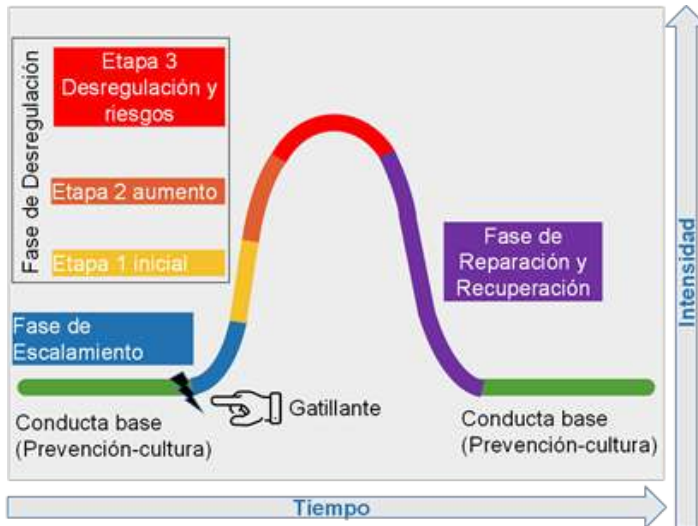 Fase de Desregulación
Etapa 3
Desregulación y
riesgos
Etapa 2 aumento
Etapa 1 inicial
Fase de
Escalamiento
Gatillante
Conducta base
(Prevención-cultura)
Fase de
Reparación y
Recuperación
Conducta base
(Prevención-cultura)
Intensidad
Tiempo